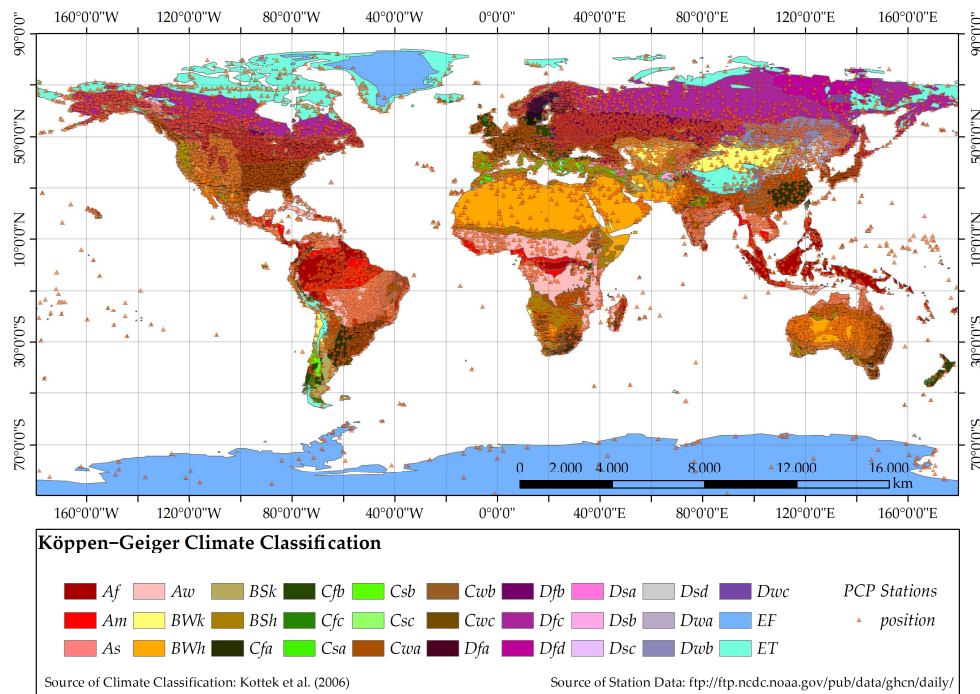 160°0'0"W 120°0'0"W 80°0'0"W 40°0'0"W 0°0'0"E 40°0'0"E 80°0'0"E 120°0'0"E 160°0'0"E
90°0'0"N 90°0'0"N
50°0'0"N 50°0'0"N
10°0'0"N 10°0'0"N
30°0'0"S 30°0'0"S
70°0'0"S 70°0'0"S
0 2.000 4.000 8.000 12.000 16.000
km
160°0'0"W 120°0'0"W 80°0'0"W 40°0'0"W 0°0'0"E 40°0'0"E 80°0'0"E 120°0'0"E 160°0'0"E
Köppen–Geiger Climate Classification
Af Aw BSk Cfb Csb Cwb Dfb Dsa Dsd Dwc PCP Stations
Am BWk BSh Cfc Csc Cwc Dfc Dsb Dwa EF position
As BWh Cfa Csa Cwa Dfa Dfd Dsc Dwb ET
Source of Climate Classification: Kottek et al. (2006) Source of Station Data: ftp://ftp.ncdc.noaa.gov/pub/data/ghcn/daily/